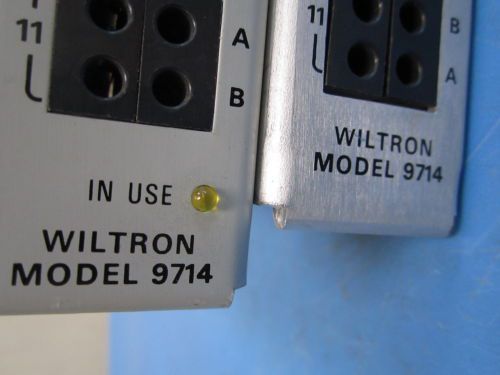 11
A
B
IN USE
WILTRON
MODEL 9714
11
B
A
WILTRON
MODEL 9714